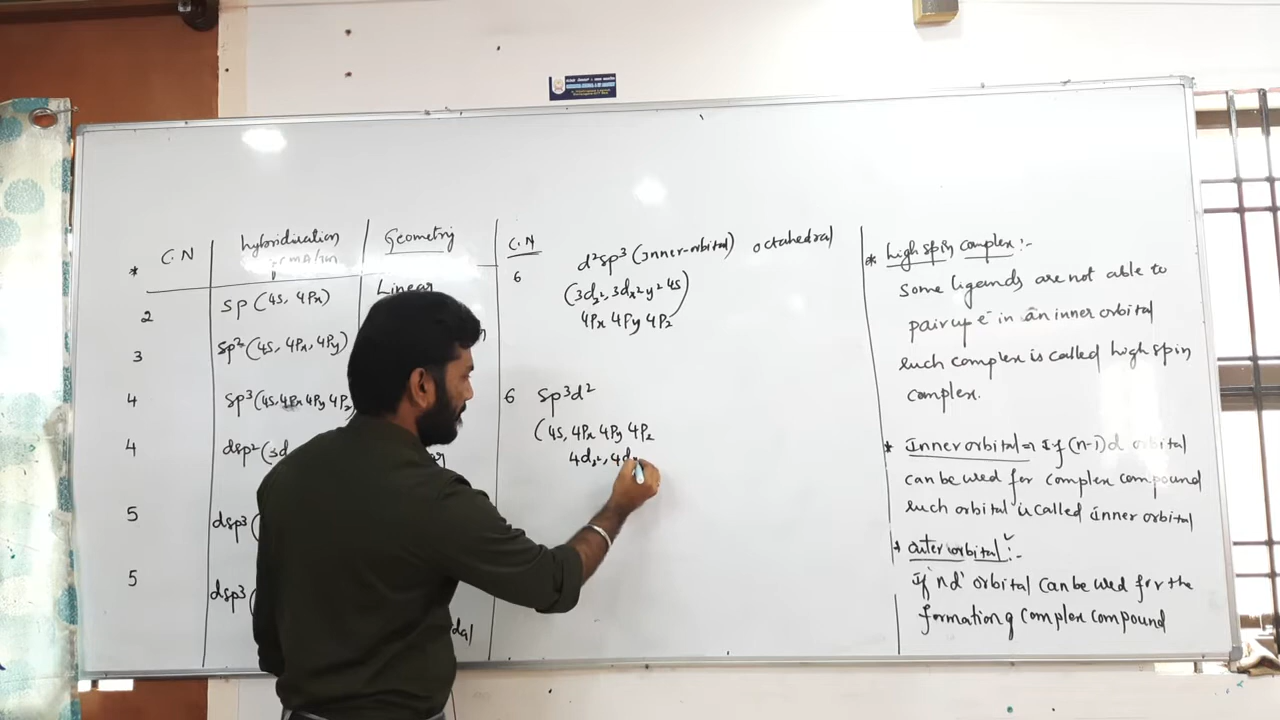 C.N hybridisation Geometry
*
2 sp (4s, 4Px) Linear
3 sp² (4s, 4Px, 4Py)
4 sp³ (4s, 4Px 4Py 4Pz)
4 dsp² (3d
5 dsp³ (
5 dsp³ (
dal
C.N
6 d²sp³ (Inner-orbital) octahedral
(3dz², 3dx²y² 4s)
4Px 4Py 4Pz
6 sp³d²
(4s, 4Px 4Py 4Pz
4dz², 4d
* high spin complex :-
Some ligands are not able to
pair up e⁻ in an inner orbital
such complex is called high spin
complex.
* Inner orbital = If (n-1)d orbital
can be used for complex compound
such orbital is called inner orbital
* outer orbital :-
If 'nd' orbital can be used for the
formation of complex compound